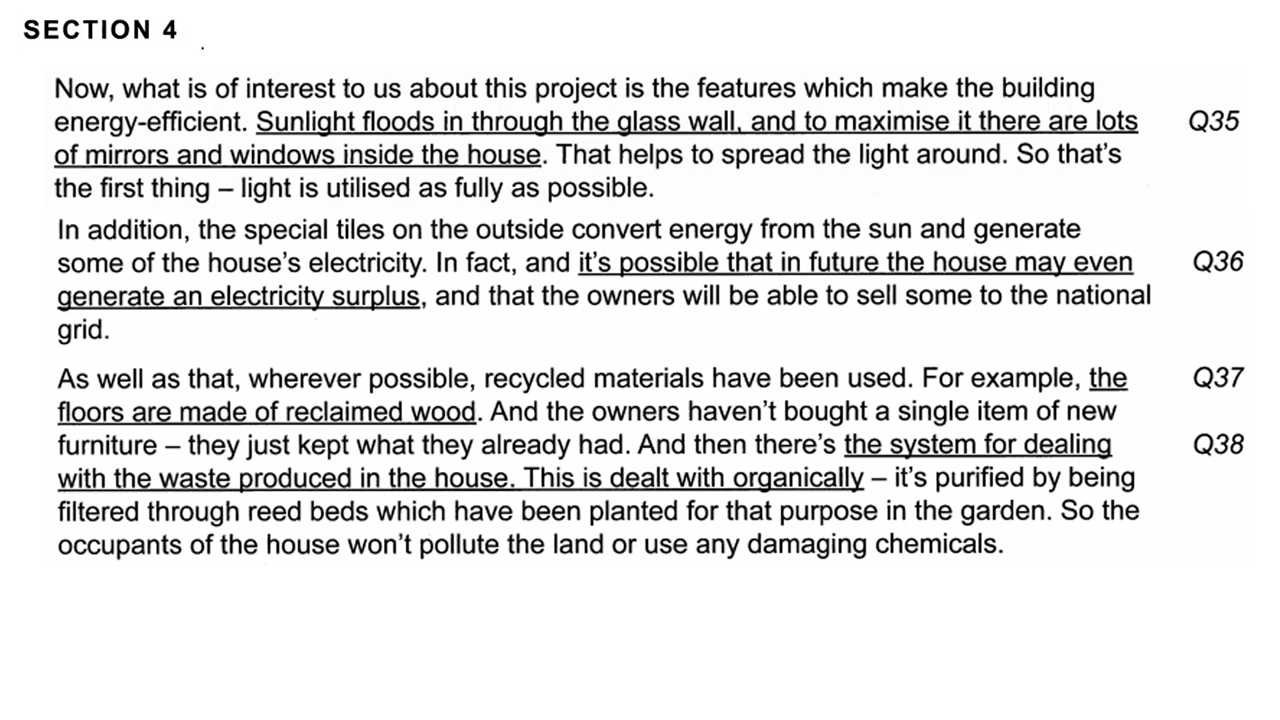 SECTION 4
Now, what is of interest to us about this project is the features which make the building
energy-efficient. Sunlight floods in through the glass wall, and to maximise it there are lots Q35
of mirrors and windows inside the house. That helps to spread the light around. So that's
the first thing – light is utilised as fully as possible.
In addition, the special tiles on the outside convert energy from the sun and generate
some of the house's electricity. In fact, and it's possible that in future the house may even Q36
generate an electricity surplus, and that the owners will be able to sell some to the national
grid.
As well as that, wherever possible, recycled materials have been used. For example, the Q37
floors are made of reclaimed wood. And the owners haven't bought a single item of new
furniture – they just kept what they already had. And then there's the system for dealing Q38
with the waste produced in the house. This is dealt with organically – it's purified by being
filtered through reed beds which have been planted for that purpose in the garden. So the
occupants of the house won't pollute the land or use any damaging chemicals.